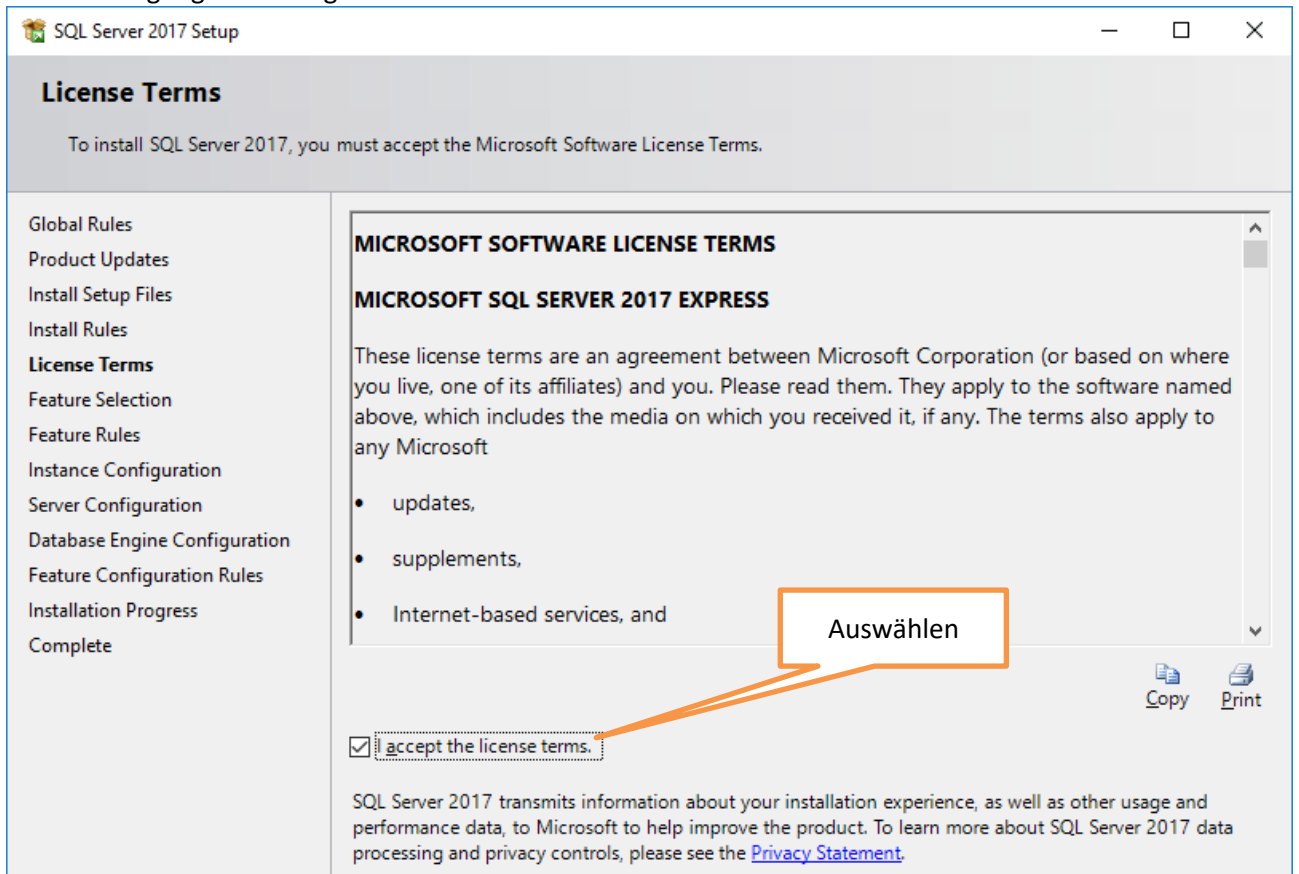 SQL Server 2017 Setup
License Terms
To install SQL Server 2017, you must accept the Microsoft Software License Terms.
Global Rules
Product Updates
Install Setup Files
Install Rules
License Terms
Feature Selection
Feature Rules
Instance Configuration
Server Configuration
Database Engine Configuration
Feature Configuration Rules
Installation Progress
Complete
MICROSOFT SOFTWARE LICENSE TERMS
MICROSOFT SQL SERVER 2017 EXPRESS
These license terms are an agreement between Microsoft Corporation (or based on where
you live, one of its affiliates) and you. Please read them. They apply to the software named
above, which includes the media on which you received it, if any. The terms also apply to
any Microsoft
• updates,
• supplements,
• Internet-based services, and
Auswählen
Copy Print
I accept the license terms.
SQL Server 2017 transmits information about your installation experience, as well as other usage and
performance data, to Microsoft to help improve the product. To learn more about SQL Server 2017 data
processing and privacy controls, please see the Privacy Statement.